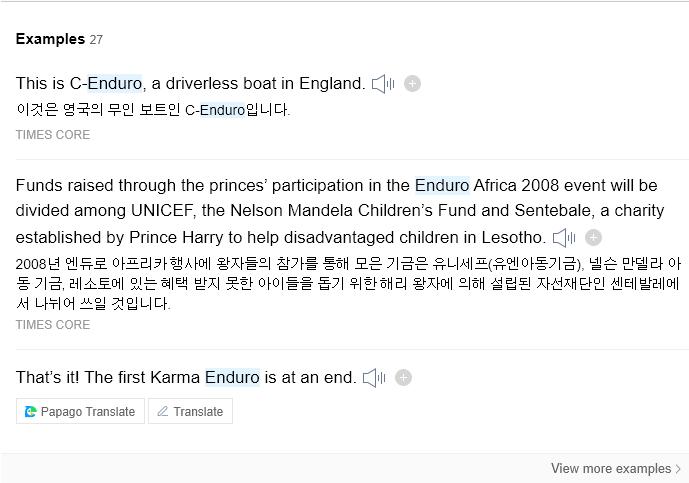 Examples 27
This is C-Enduro, a driverless boat in England.
이것은 영국의 무인 보트인 C-Enduro입니다.
TIMES CORE
Funds raised through the princes’ participation in the Enduro Africa 2008 event will be
divided among UNICEF, the Nelson Mandela Children’s Fund and Sentebale, a charity
established by Prince Harry to help disadvantaged children in Lesotho.
2008년 엔듀로 아프리카 행사에 왕자들의 참가를 통해 모은 기금은 유니세프(유엔아동기금), 넬슨 만델라 아
동 기금, 레소토에 있는 혜택 받지 못한 아이들을 돕기 위한 해리 왕자에 의해 설립된 자선재단인 센테발레에
서 나뉘어 쓰일 것입니다.
TIMES CORE
That’s it! The first Karma Enduro is at an end.
Papago Translate Translate
View more examples